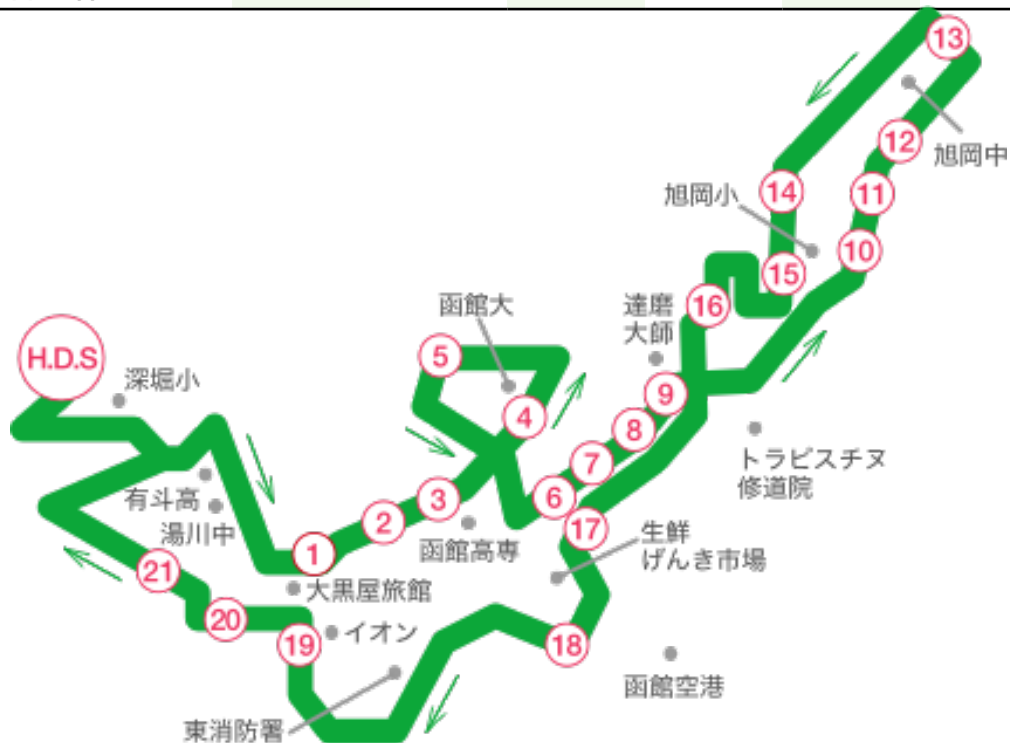 13
12
旭岡中
11
旭岡小
14
10
15
16
達磨
大師
函館大
5
H.D.S
深堀小
9
4
8
トラピスチヌ
修道院
7
6
3
有斗高
2
湯川中
17
生鮮
げんき市場
函館高専
1
21
大黒屋旅館
20
イオン
19
18
函館空港
東消防署